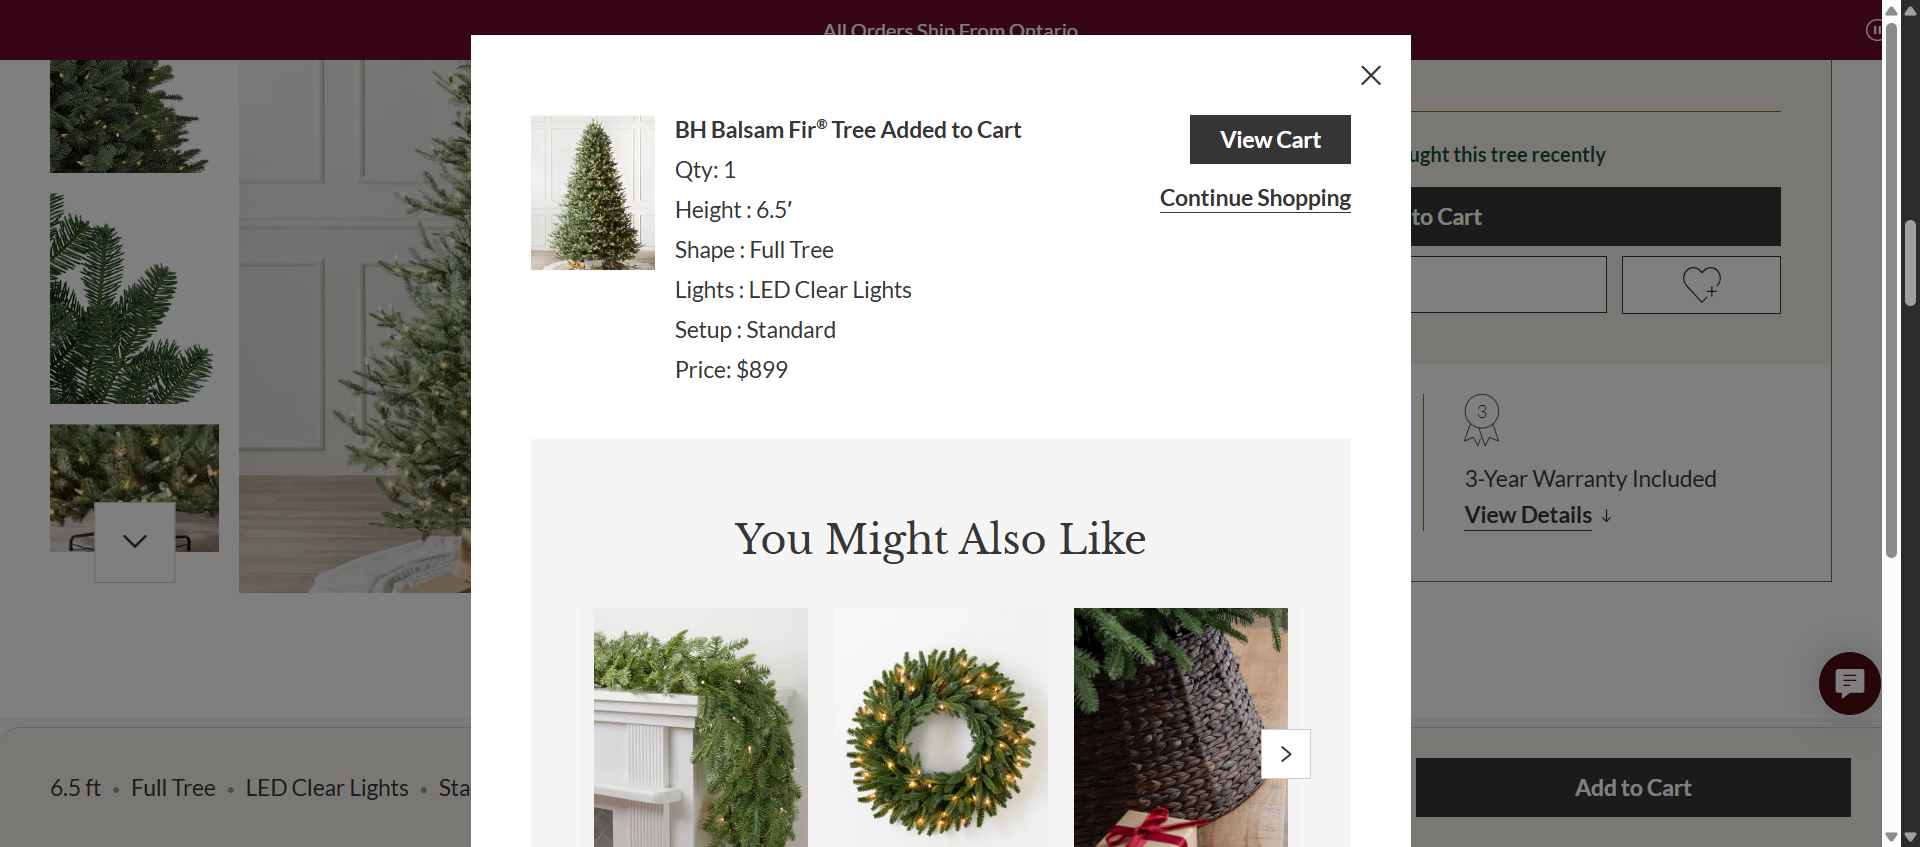 All Orders Ship From Ontario
BH Balsam Fir® Tree Added to Cart
Qty: 1
Height : 6.5′
Shape : Full Tree
Lights : LED Clear Lights
Setup : Standard
Price: $899
View Cart
Continue Shopping
ught this tree recently
to Cart
3
3-Year Warranty Included
View Details ↓
You Might Also Like
6.5 ft • Full Tree • LED Clear Lights • Sta
Add to Cart